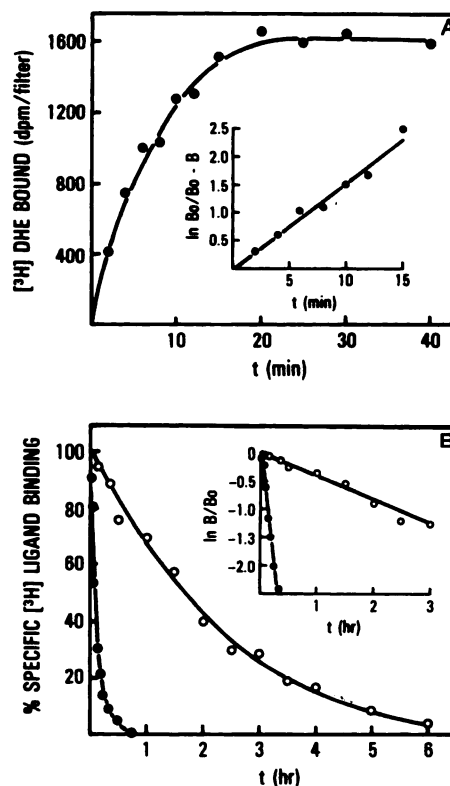 A
[³H] DHE BOUND (dpm/filter)
1600
1200
800
400
10 20 30 40
t (min)
ln Bo/Bo - B
2.5
2.0
1.5
1.0
0.5
5 10 15
t (min)
B
% SPECIFIC [³H] LIGAND BINDING
100
80
60
40
20
1 2 3 4 5 6
t (hr)
ln B/Bo
0
-0.5
-1.0
-1.3
-2.0
1 2 3
t (hr)